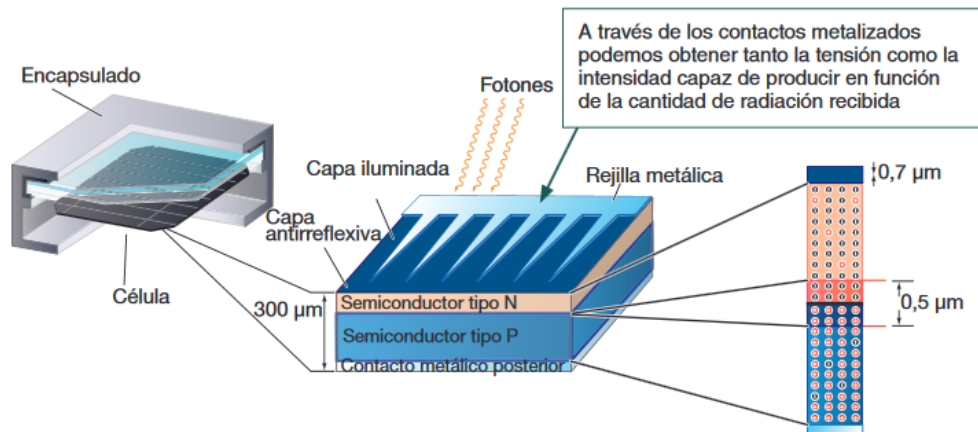 A través de los contactos metalizados
podemos obtener tanto la tensión como la
intensidad capaz de producir en función
de la cantidad de radiación recibida
Encapsulado
Fotones
Capa iluminada
Rejilla metálica
0,7 μm
Capa
antirreflexiva
Célula
300 μm
Semiconductor tipo N
0,5 μm
Semiconductor tipo P
Contacto metálico posterior